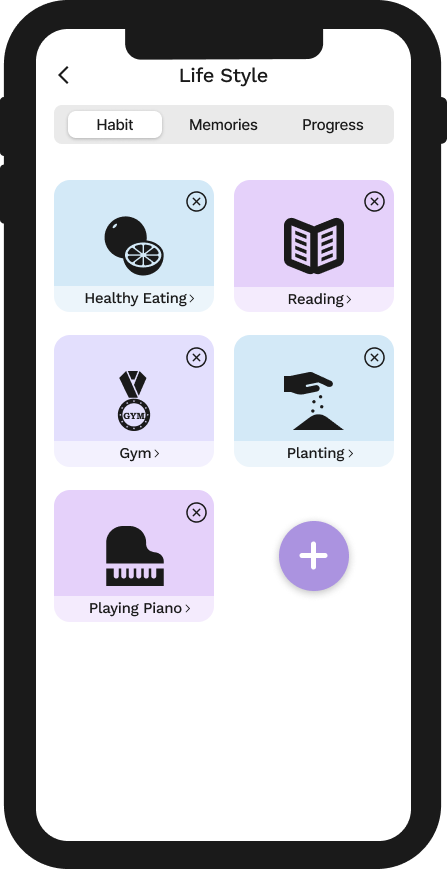 Life Style
Habit Memories Progress
Healthy Eating
Reading
GYM
Gym
Planting
Playing Piano